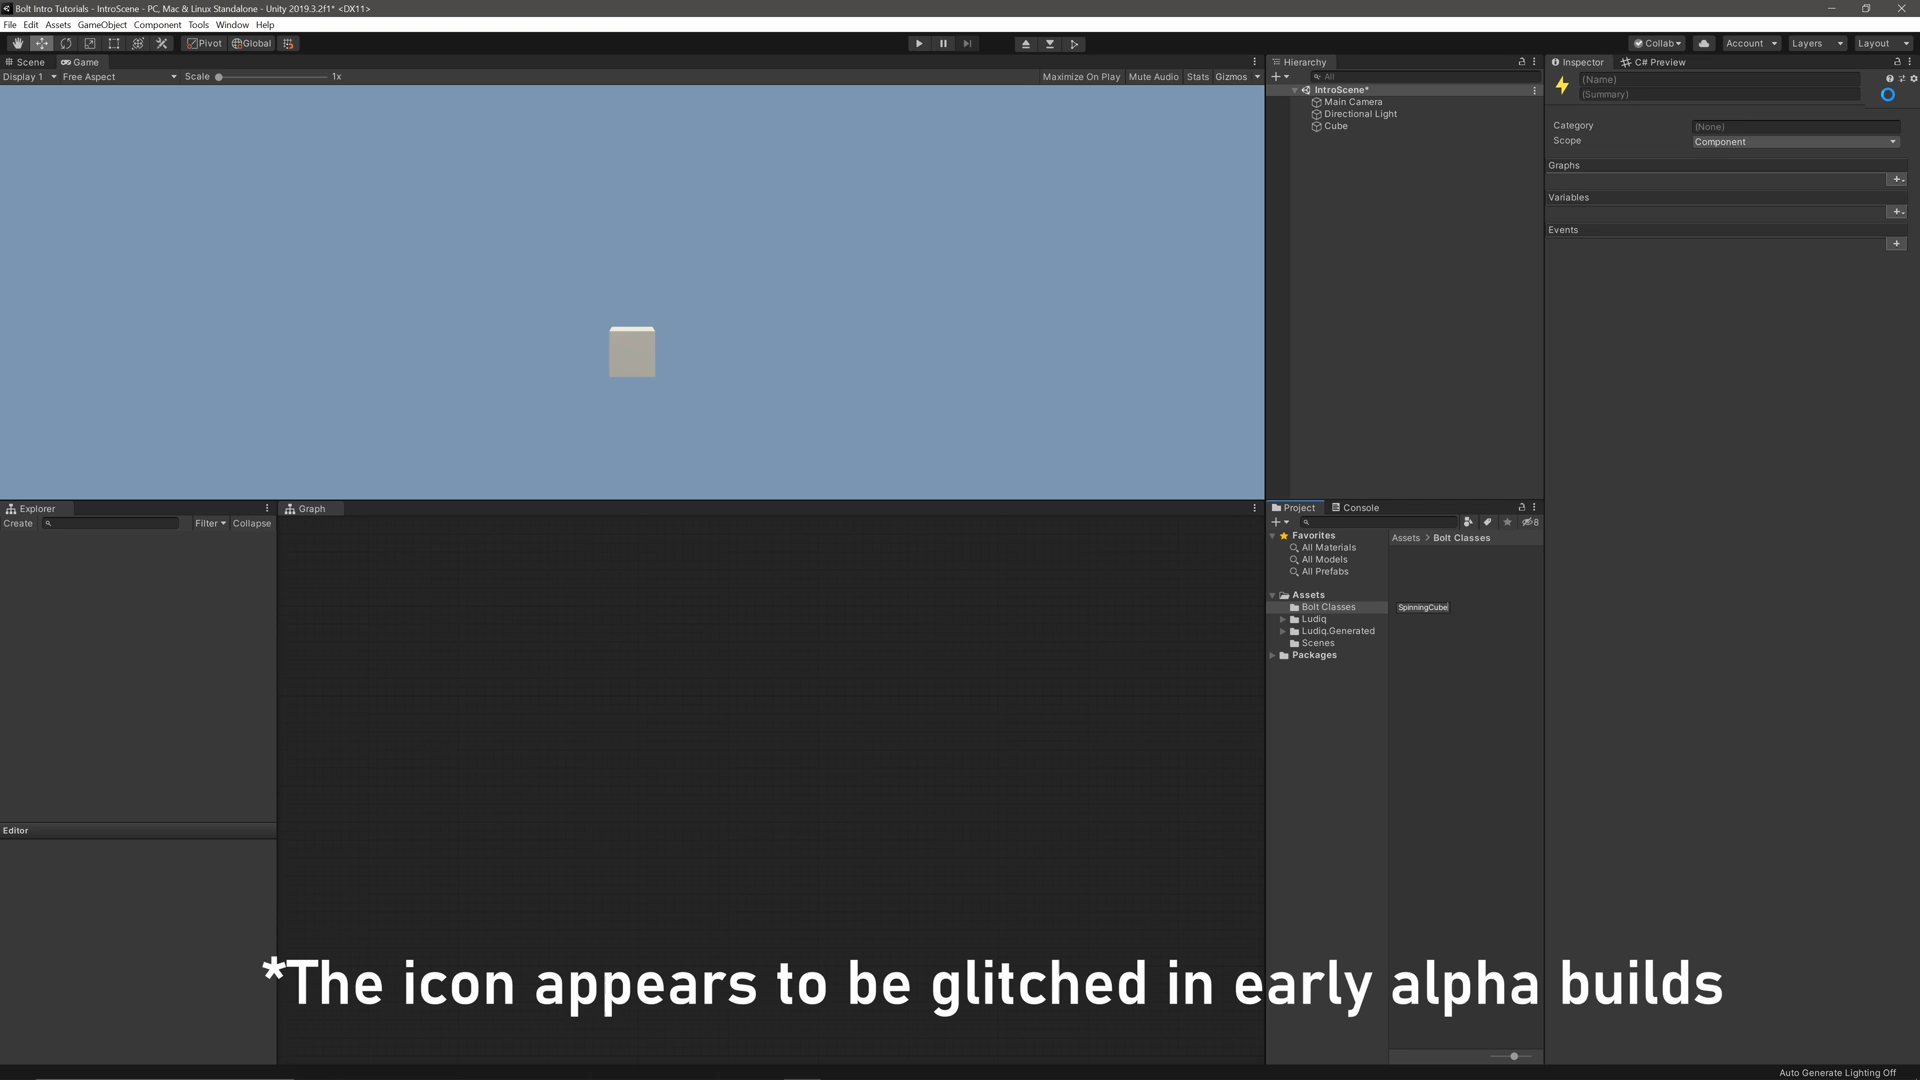 Bolt Intro Tutorials - IntroScene - PC, Mac & Linux Standalone - Unity 2019.3.2f1* <DX11>
File Edit Assets GameObject Component Tools Window Help
Pivot Global Collab Account Layers Layout
Scene Game
Display 1 Free Aspect Scale 1x Maximize On Play Mute Audio Stats Gizmos
Hierarchy
All
IntroScene*
Main Camera
Directional Light
Cube
Inspector C# Preview
(Name)
(Summary)
Category (None)
Scope Component
Graphs
Variables
Events
Explorer
Create Filter Collapse
Editor
Graph
Project Console
8
Favorites
All Materials
All Models
All Prefabs
Assets
Bolt Classes
Ludiq
Ludiq.Generated
Scenes
Packages
Assets > Bolt Classes
SpinningCube
*The icon appears to be glitched in early alpha builds
Auto Generate Lighting Off